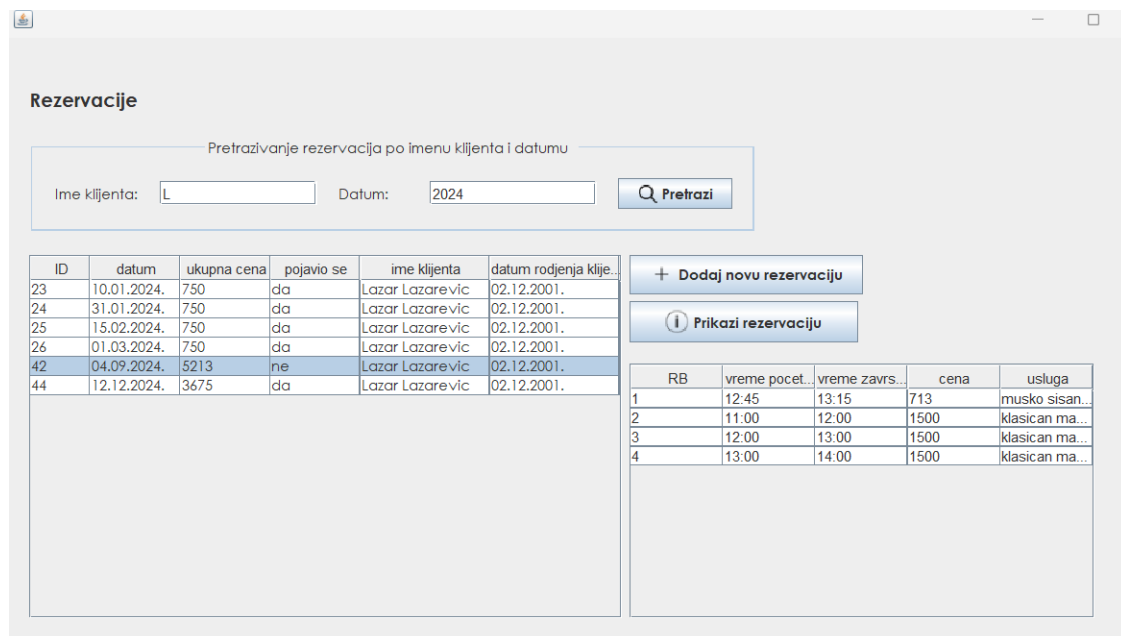 Rezervacije
Pretrazivanje rezervacija po imenu klijenta i datumu
Ime klijenta: L Datum: 2024 Pretrazi
ID datum ukupna cena pojavio se ime klijenta datum rodjenja klije...
23 10.01.2024. 750 da Lazar Lazarevic 02.12.2001.
24 31.01.2024. 750 da Lazar Lazarevic 02.12.2001.
25 15.02.2024. 750 da Lazar Lazarevic 02.12.2001.
26 01.03.2024. 750 da Lazar Lazarevic 02.12.2001.
42 04.09.2024. 5213 ne Lazar Lazarevic 02.12.2001.
44 12.12.2024. 3675 da Lazar Lazarevic 02.12.2001.
+ Dodaj novu rezervaciju
Prikazi rezervaciju
RB vreme pocet... vreme zavrs... cena usluga
1 12:45 13:15 713 musko sisan...
2 11:00 12:00 1500 klasican ma...
3 12:00 13:00 1500 klasican ma...
4 13:00 14:00 1500 klasican ma...